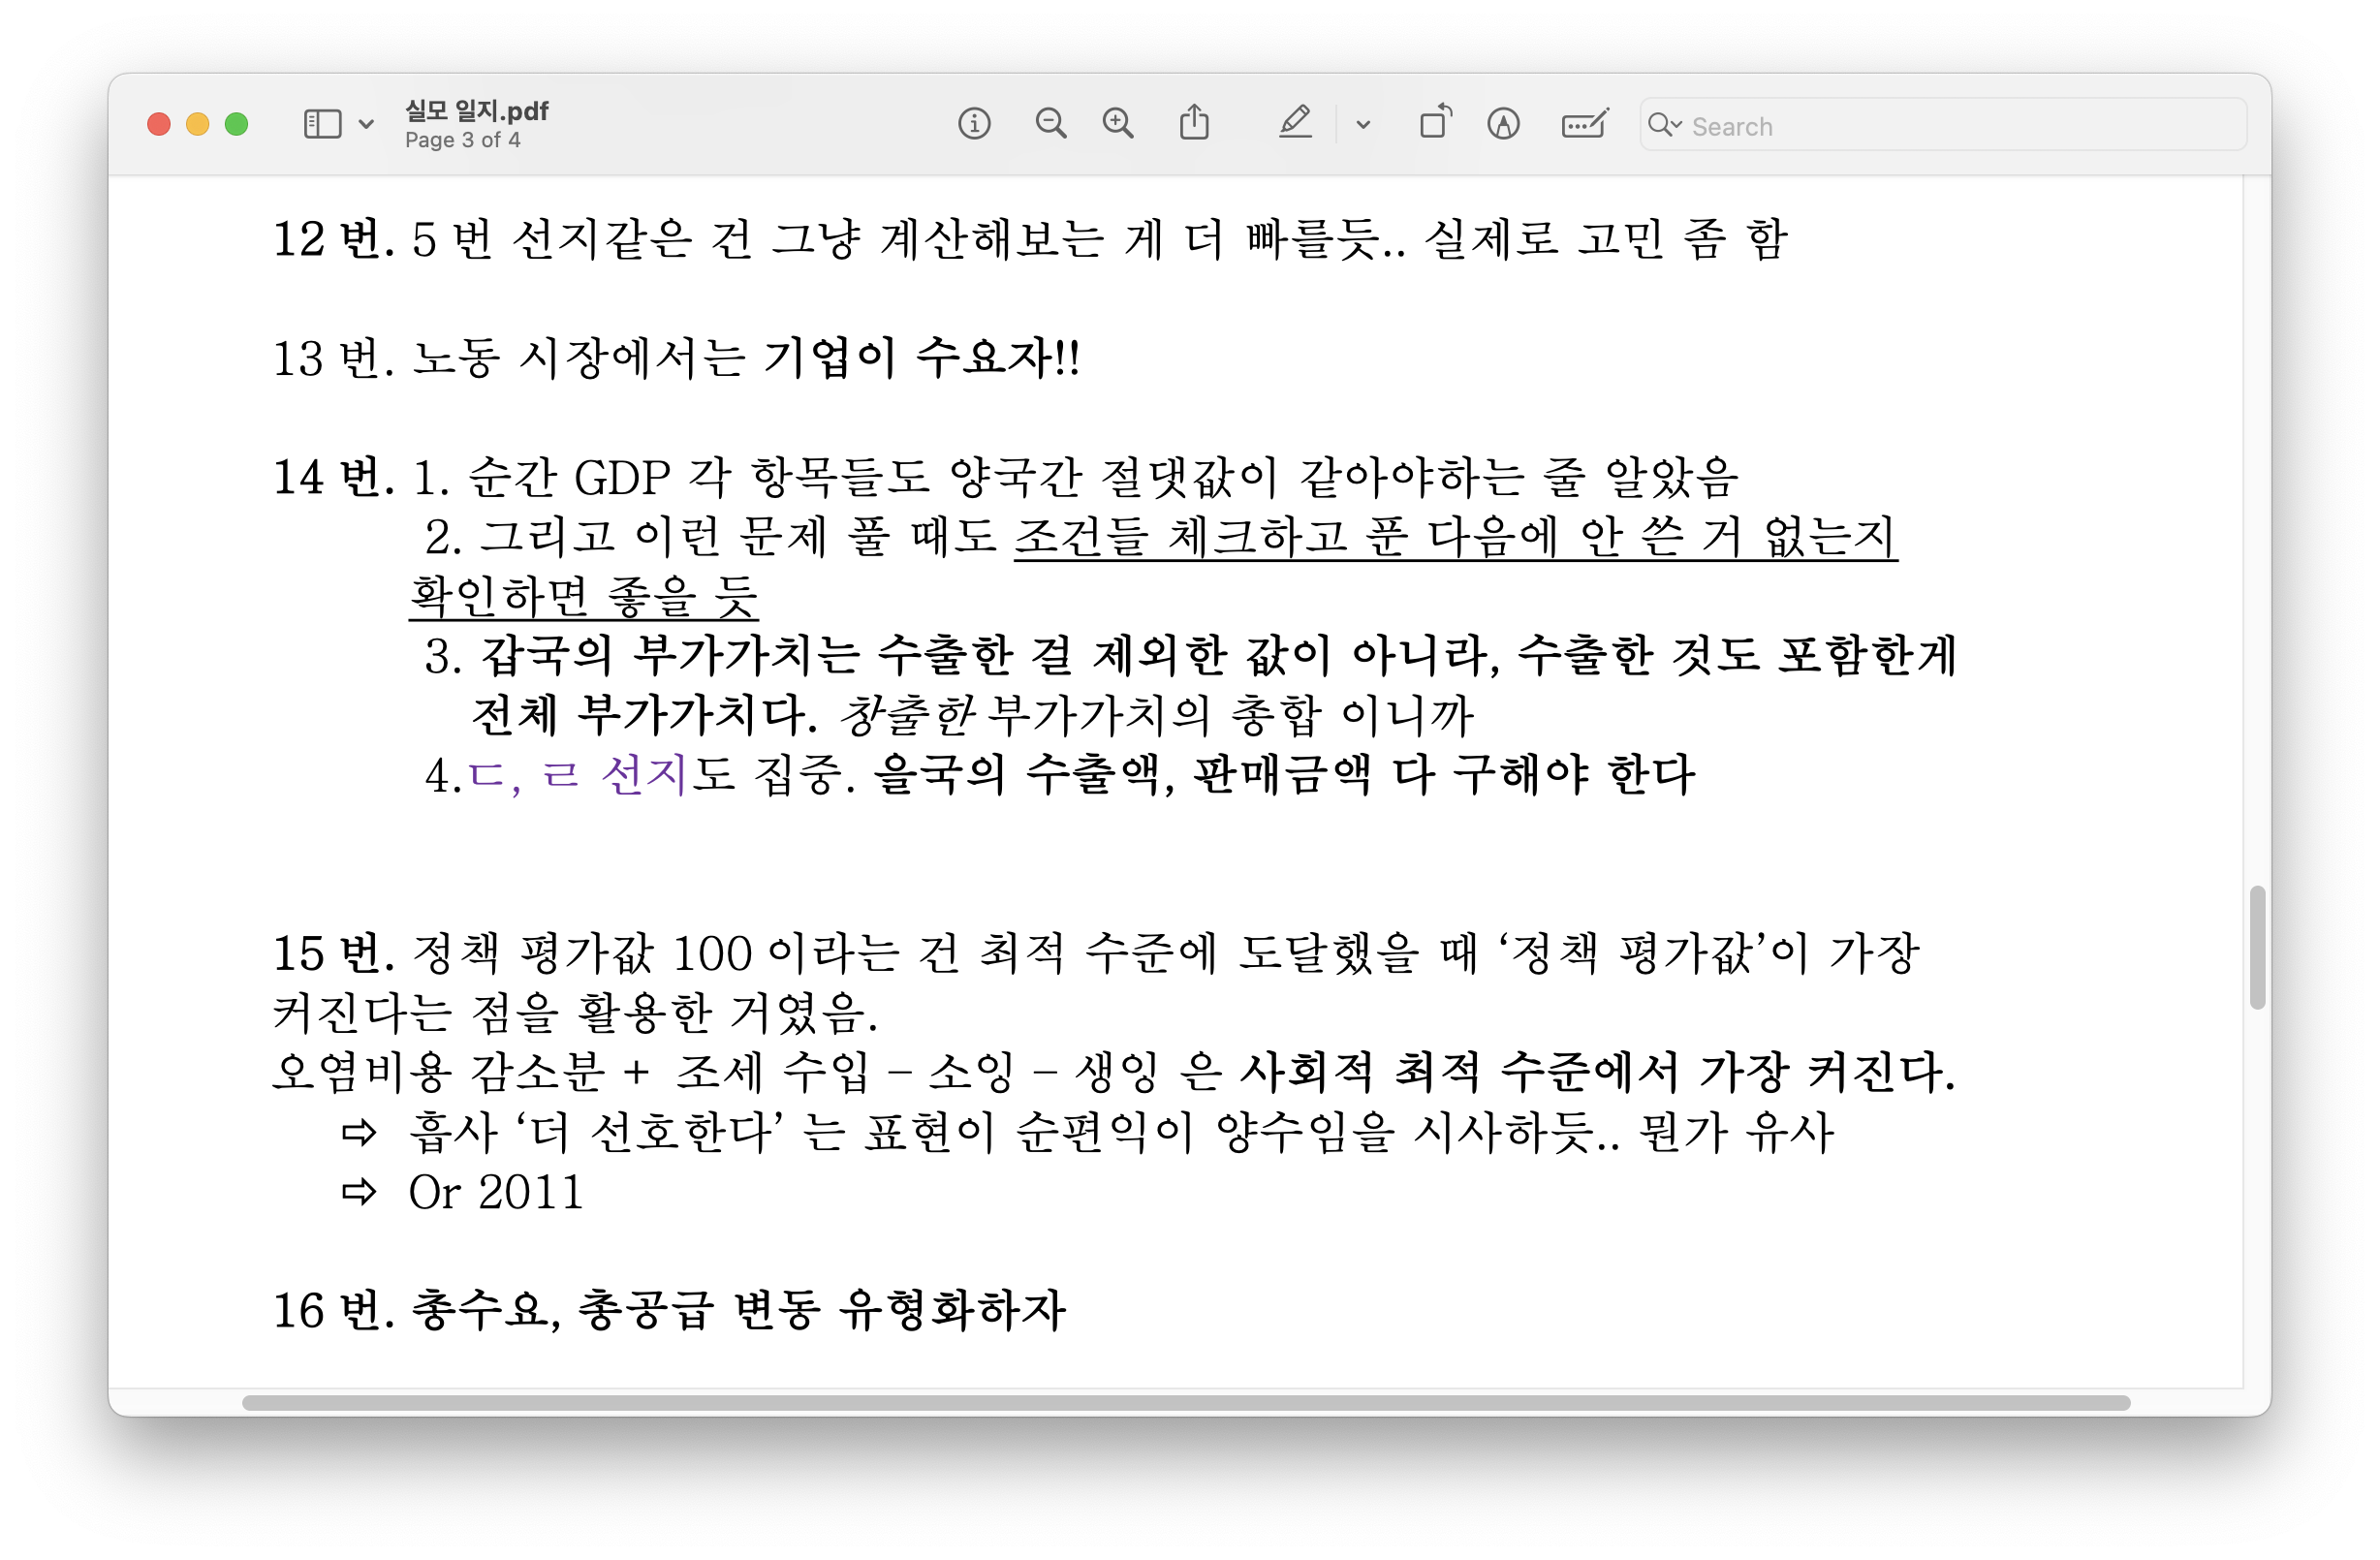 실모 일지.pdf
Page 3 of 4
Search
12 번. 5 번 선지같은 건 그냥 계산해보는 게 더 빠를듯.. 실제로 고민 좀 함
13 번. 노동 시장에서는 기업이 수요자!!
14 번. 1. 순간 GDP 각 항목들도 양국간 절댓값이 같아야하는 줄 알았음
2. 그리고 이런 문제 풀 때도 조건들 체크하고 푼 다음에 안 쓴 거 없는지
확인하면 좋을 듯
3. 갑국의 부가가치는 수출한 걸 제외한 값이 아니라, 수출한 것도 포함한게
전체 부가가치다. 창출한 부가가치의 총합 이니까
4.ㄷ, ㄹ 선지도 집중. 을국의 수출액, 판매금액 다 구해야 한다
15 번. 정책 평가값 100 이라는 건 최적 수준에 도달했을 때 ‘정책 평가값’이 가장
커진다는 점을 활용한 거였음.
오염비용 감소분 + 조세 수입 – 소잉 – 생잉 은 사회적 최적 수준에서 가장 커진다.
⇨ 흡사 ‘더 선호한다’ 는 표현이 순편익이 양수임을 시사하듯.. 뭔가 유사
⇨ Or 2011
16 번. 총수요, 총공급 변동 유형화하자